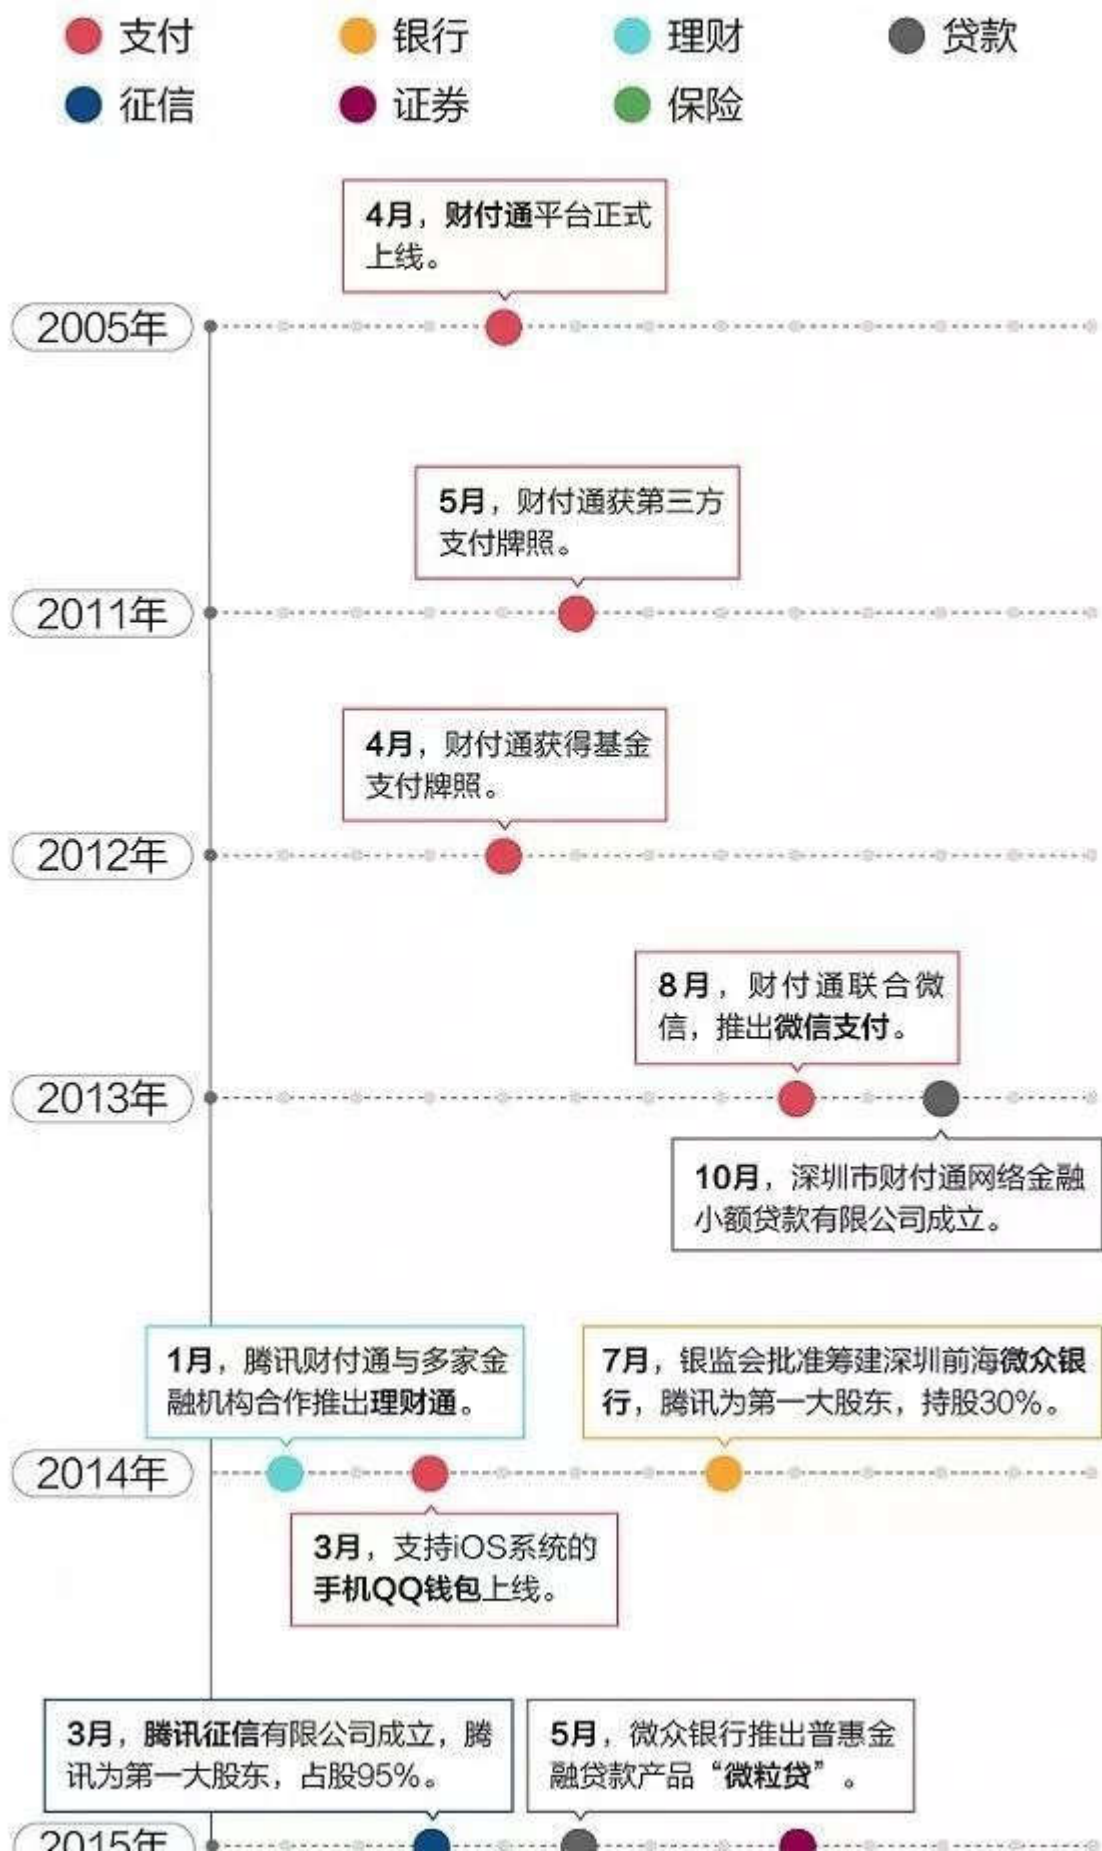 支付 银行 理财 贷款
征信 证券 保险
4月，财付通平台正式
上线。
2005年
5月，财付通获第三方
支付牌照。
2011年
4月，财付通获得基金
支付牌照。
2012年
8月，财付通联合微
信，推出微信支付。
2013年
10月，深圳市财付通网络金融
小额贷款有限公司成立。
1月，腾讯财付通与多家金
融机构合作推出理财通。
7月，银监会批准筹建深圳前海微众银
行，腾讯为第一大股东，持股30%。
2014年
3月，支持iOS系统的
手机QQ钱包上线。
3月，腾讯征信有限公司成立，腾
讯为第一大股东，占股95%。
5月，微众银行推出普惠金
融贷款产品“微粒贷”。
2015年